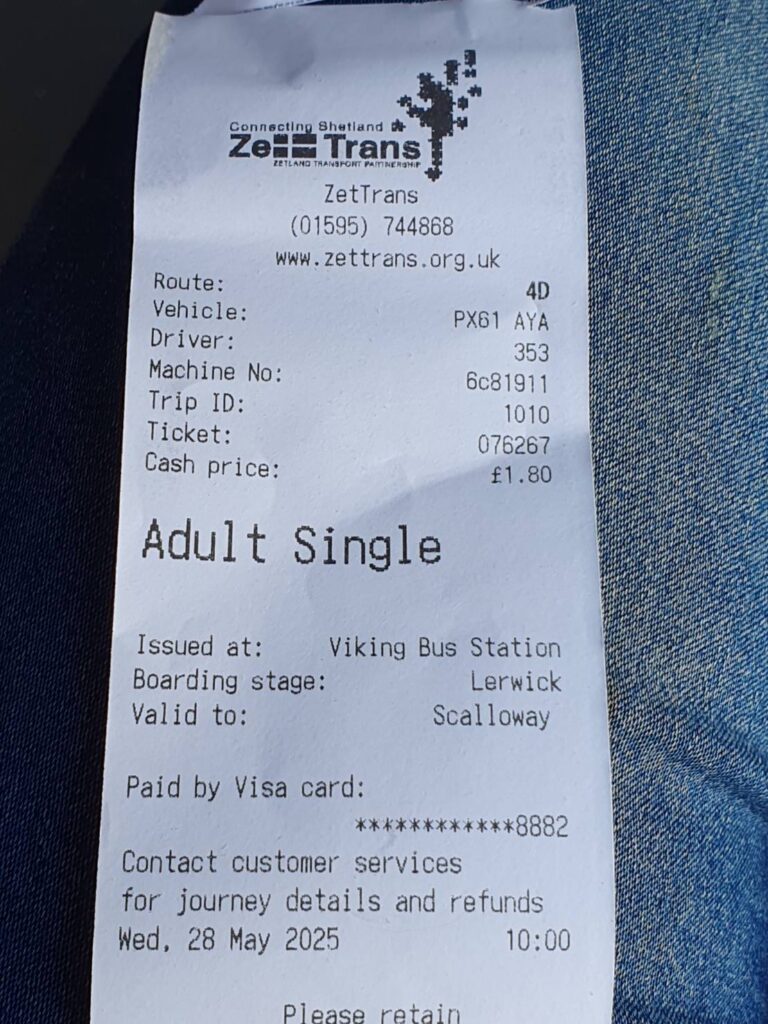 Connecting Shetland
ZetTrans
ZETLAND TRANSPORT PARTNERSHIP
ZetTrans
(01595) 744868
www.zettrans.org.uk
Route: 4D
Vehicle: PX61 AYA
Driver: 353
Machine No: 6c81911
Trip ID: 1010
Ticket: 076267
Cash price: £1.80
Adult Single
Issued at: Viking Bus Station
Boarding stage: Lerwick
Valid to: Scalloway
Paid by Visa card:
************8882
Contact customer services
for journey details and refunds
Wed, 28 May 2025 10:00
Please retain